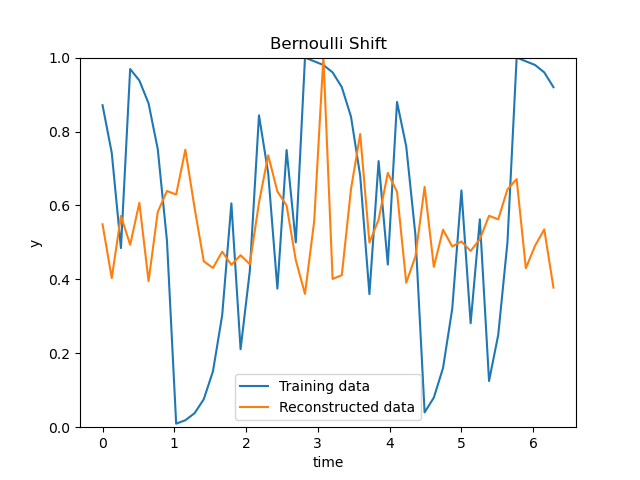 Bernoulli Shift
1.0
0.8
0.6
0.4
0.2
0.0
y
Training data
Reconstructed data
0 1 2 3 4 5 6
time